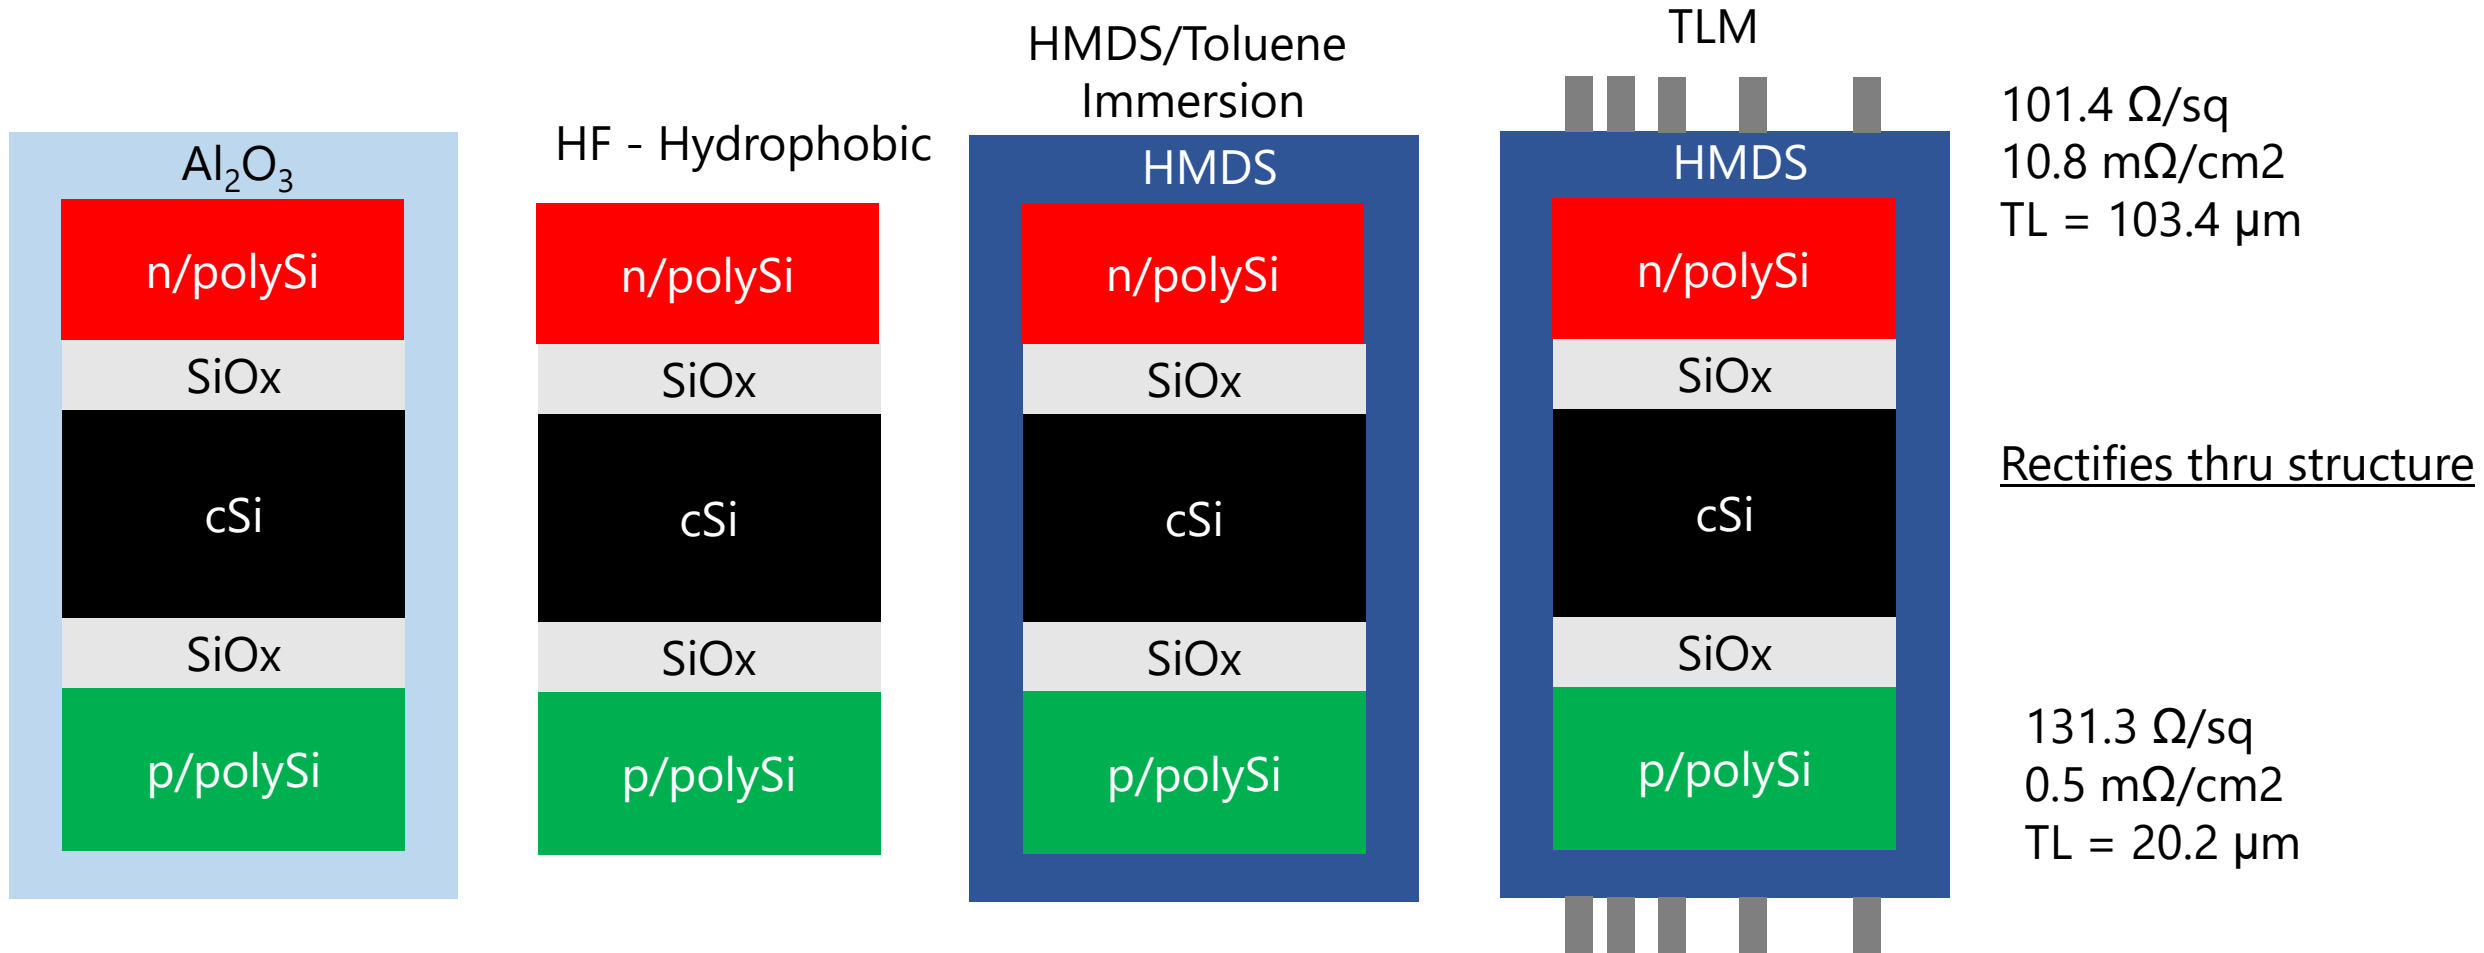 Al₂O₃
n/polySi
SiOx
cSi
SiOx
p/polySi
HF - Hydrophobic
n/polySi
SiOx
cSi
SiOx
p/polySi
HMDS/Toluene
Immersion
HMDS
n/polySi
SiOx
cSi
SiOx
p/polySi
TLM
HMDS
n/polySi
SiOx
cSi
SiOx
p/polySi
101.4 Ω/sq
10.8 mΩ/cm2
TL = 103.4 µm
Rectifies thru structure
131.3 Ω/sq
0.5 mΩ/cm2
TL = 20.2 µm